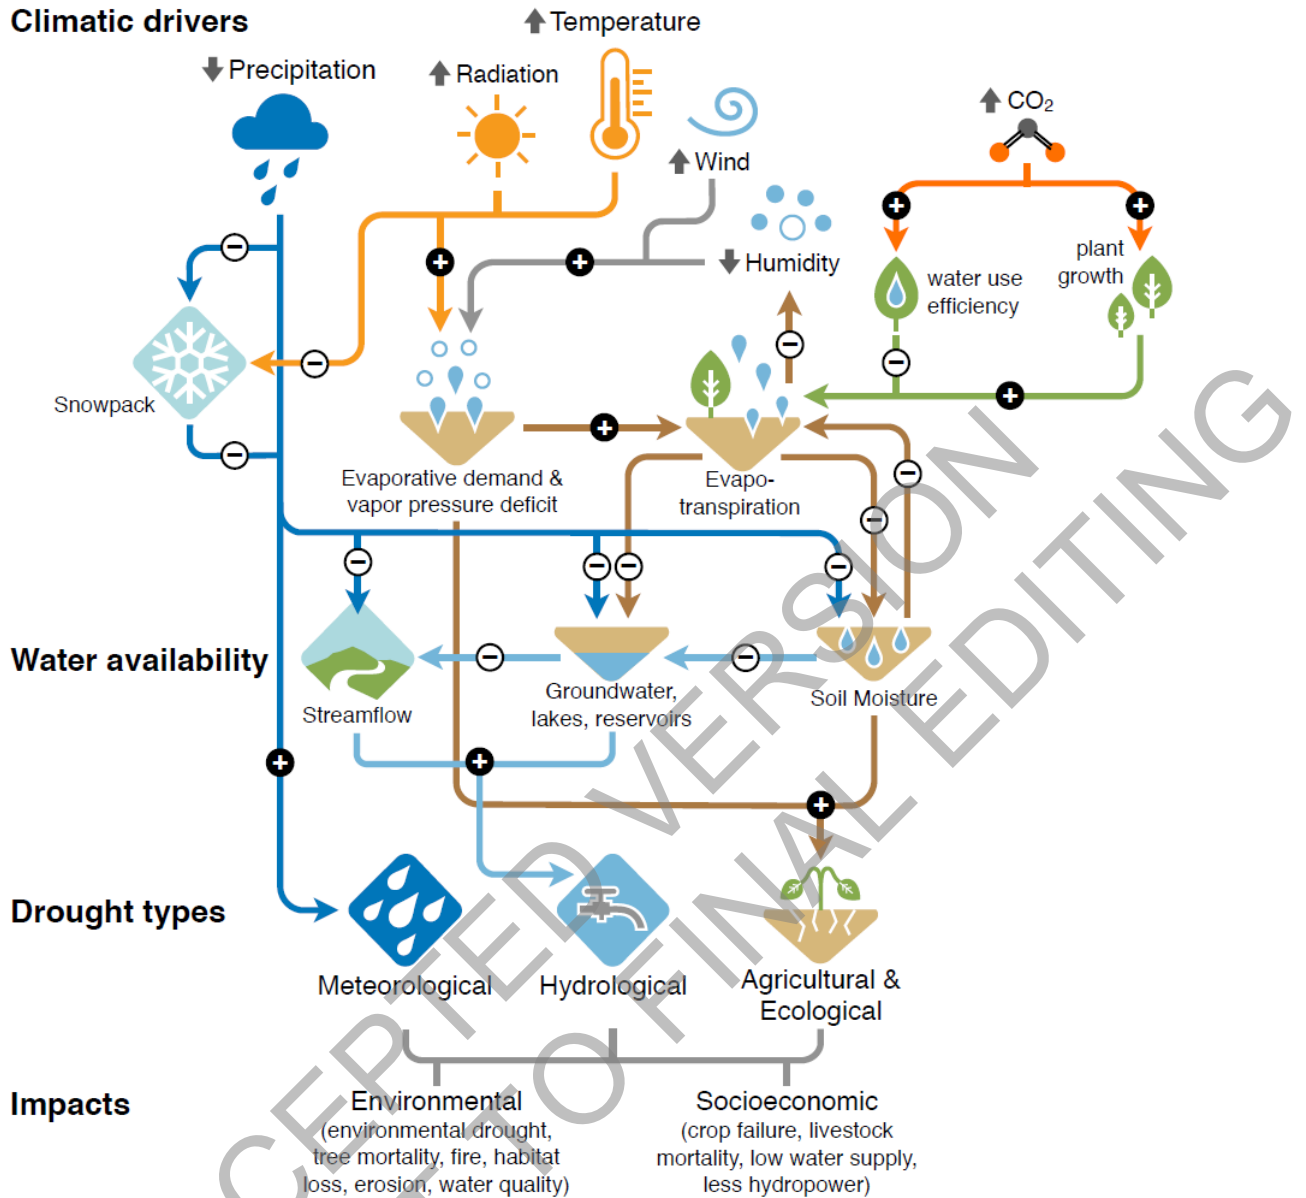 Climatic drivers
Temperature
Precipitation
Radiation
CO₂
Wind
Humidity
water use
efficiency
plant
growth
Snowpack
Evaporative demand &
vapor pressure deficit
Evapo-
transpiration
Water availability
Streamflow
Groundwater,
lakes, reservoirs
Soil Moisture
Drought types
Meteorological
Hydrological
Agricultural &
Ecological
Impacts
Environmental
(environmental drought,
tree mortality, fire, habitat
loss, erosion, water quality)
Socioeconomic
(crop failure, livestock
mortality, low water supply,
less hydropower)
CCEPTED VERSION
TO FINAL EDITING